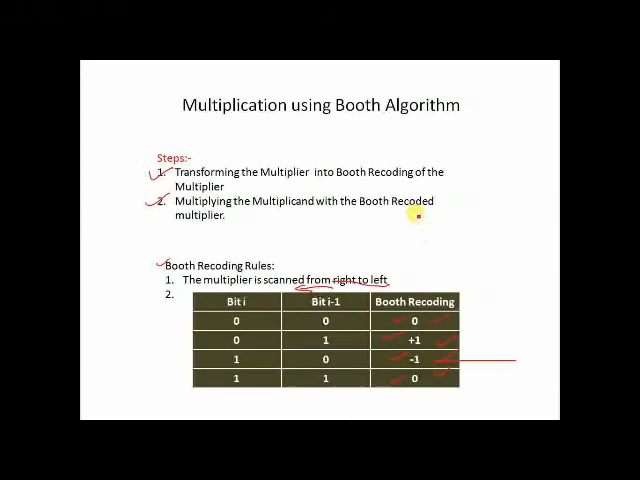 Multiplication using Booth Algorithm
Steps:-
1. Transforming the Multiplier into Booth Recoding of the
Multiplier
2. Multiplying the Multiplicand with the Booth Recoded
multiplier.
Booth Recoding Rules:
1. The multiplier is scanned from right to left
2.
Bit i Bit i-1 Booth Recoding
0 0 0
0 1 +1
1 0 -1
1 1 0